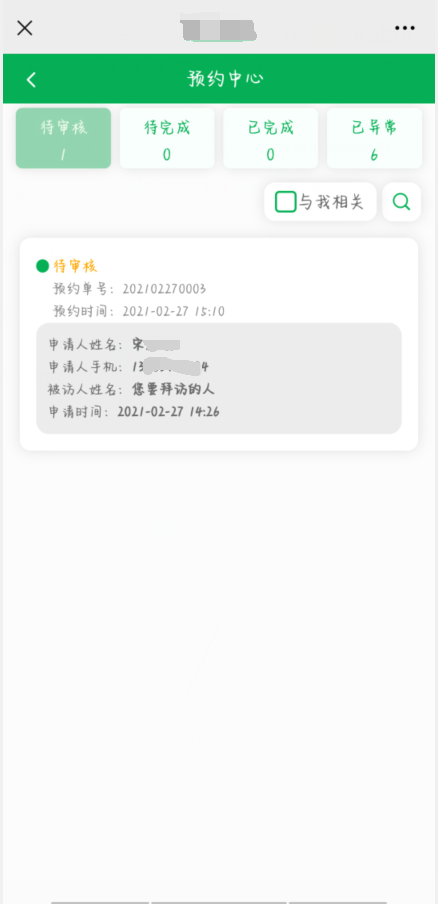 预约中心
待审核
待完成
已完成
已异常
1
0
0
6
与我相关
待审核
预约单号：202102270003
预约时间：2021-02-27 15:10
申请人姓名：宋
申请人手机：13 4
被访人姓名：您要拜访的人
申请时间：2021-02-27 14:26